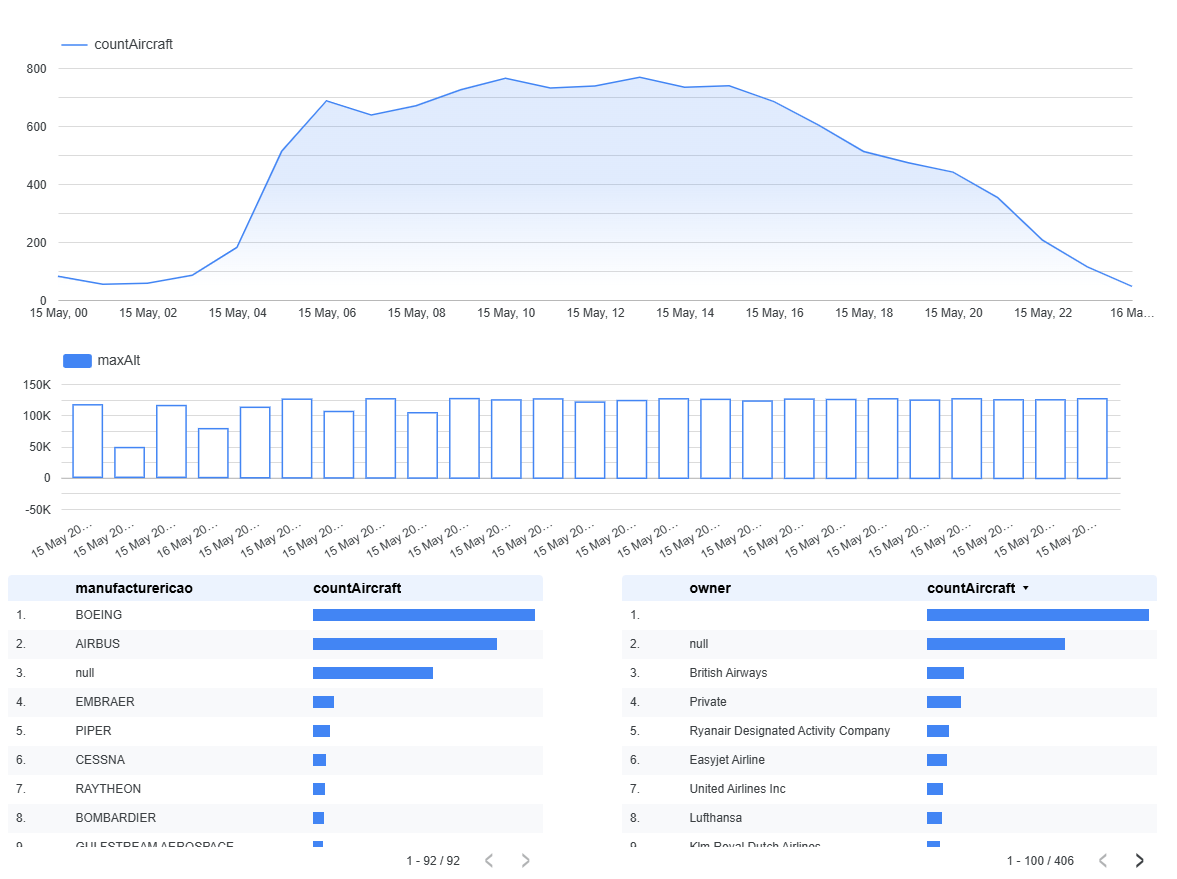 countAircraft
800
600
400
200
0
15 May, 00 15 May, 02 15 May, 04 15 May, 06 15 May, 08 15 May, 10 15 May, 12 15 May, 14 15 May, 16 15 May, 18 15 May, 20 15 May, 22 16 Ma…
maxAlt
150K
100K
50K
0
-50K
15 May 20… 15 May 20… 15 May 20… 16 May 20… 15 May 20… 15 May 20… 15 May 20… 15 May 20… 15 May 20… 15 May 20… 15 May 20… 15 May 20… 15 May 20… 15 May 20… 15 May 20… 15 May 20… 15 May 20… 15 May 20… 15 May 20… 15 May 20… 15 May 20… 15 May 20… 15 May 20… 15 May 20… 15 May 20…
manufacturericao countAircraft
1. BOEING
2. AIRBUS
3. null
4. EMBRAER
5. PIPER
6. CESSNA
7. RAYTHEON
8. BOMBARDIER
9. GULFSTREAM AEROSPACE
1 - 92 / 92
owner countAircraft
1.
2. null
3. British Airways
4. Private
5. Ryanair Designated Activity Company
6. Easyjet Airline
7. United Airlines Inc
8. Lufthansa
9. Klm Royal Dutch Airlines
1 - 100 / 406